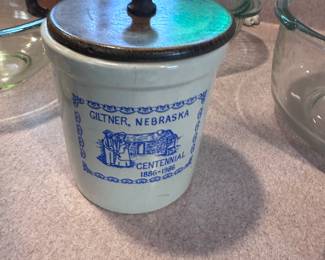 GILTNER, NEBRASKA
CENTENNIAL
1886-1986